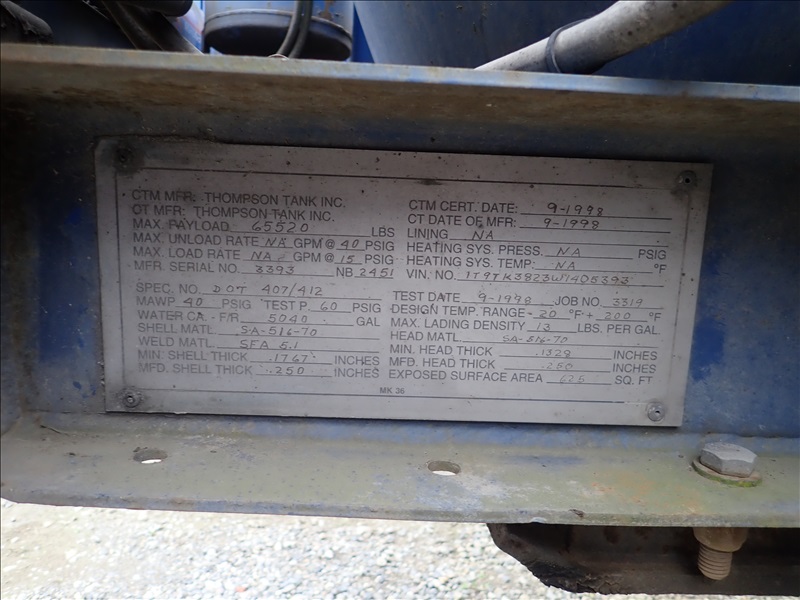 CTM MFR: THOMPSON TANK INC.
CT MFR: THOMPSON TANK INC.
MAX. PAYLOAD 65520 LBS
MAX. UNLOAD RATE NA GPM @ 40 PSIG
MAX. LOAD RATE NA GPM @ 15 PSIG
MFR. SERIAL NO. 3393 NB 2451
SPEC. NO. DOT 407/412
MAWP 40 PSIG TEST P. 60 PSIG
WATER CA. - F/R 5040 GAL
SHELL MATL SA-516-70
WELD MATL SFA 5.1
MIN. SHELL THICK .1767 INCHES
MFD. SHELL THICK .250 INCHES
CTM CERT. DATE: 9-1998
CT DATE OF MFR: 9-1998
LINING NA
HEATING SYS. PRESS. NA PSIG
HEATING SYS. TEMP. NA °F
VIN. NO.
TEST DATE 9-1998 JOB NO. 3319
DESIGN TEMP. RANGE - 20 °F + 200 °F
MAX. LADING DENSITY 13 LBS. PER GAL.
HEAD MATL SA-516-70
MIN. HEAD THICK .1329 INCHES
MFB. HEAD THICK .250 INCHES
EXPOSED SURFACE AREA 625 SQ. FT
MK 36